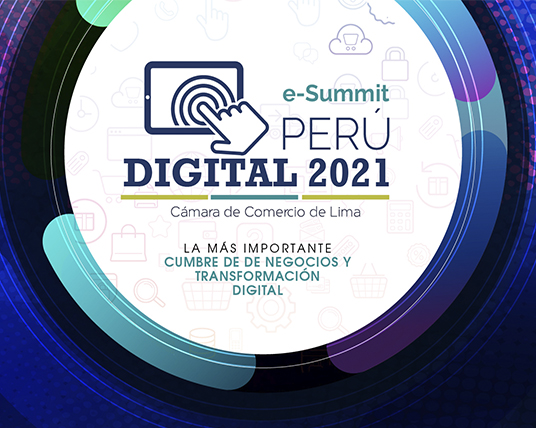 e-Summit
PERÚ
DIGITAL 2021
Cámara de Comercio de Lima
LA MÁS IMPORTANTE
CUMBRE DE DE NEGOCIOS Y
TRANSFORMACIÓN
DIGITAL